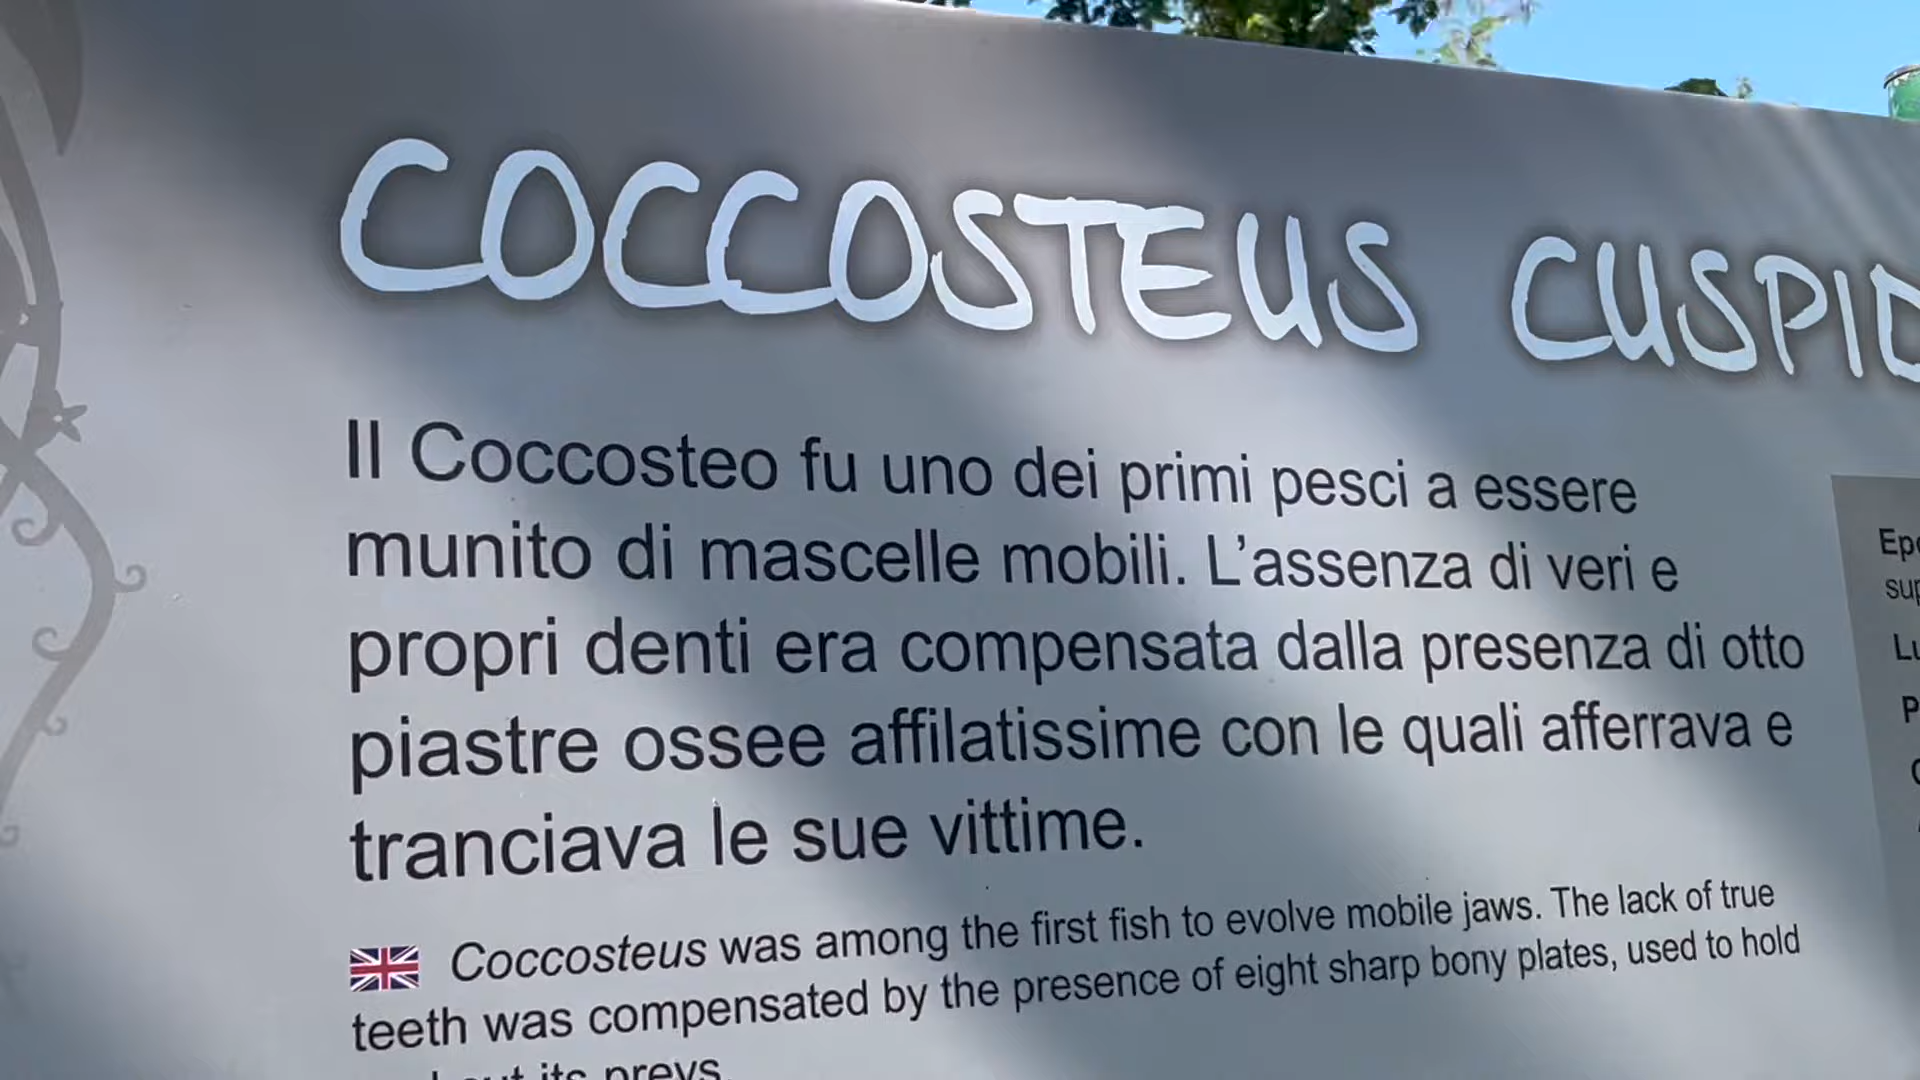 COCCOSTEUS CUSPID
Il Coccosteo fu uno dei primi pesci a essere
munito di mascelle mobili. L'assenza di veri e
propri denti era compensata dalla presenza di otto
piastre ossee affilatissime con le quali afferrava e
tranciava le sue vittime.
Coccosteus was among the first fish to evolve mobile jaws. The lack of true
teeth was compensated by the presence of eight sharp bony plates, used to hold
its preys.